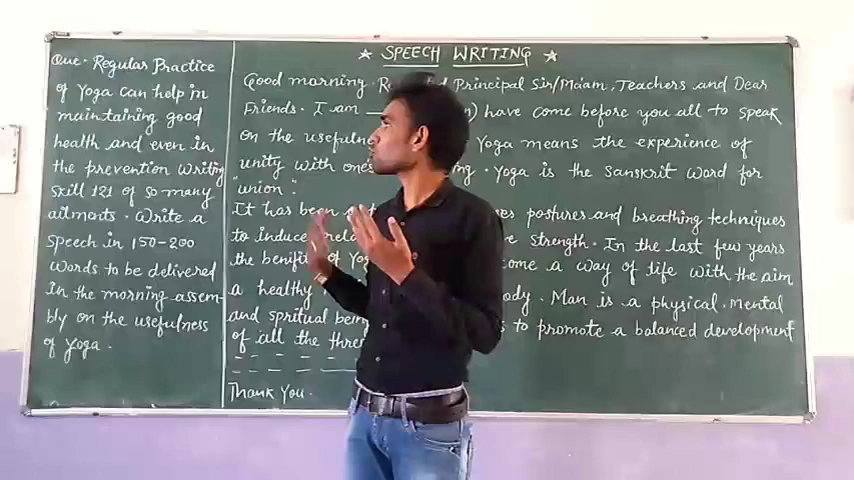 Que. Regular Practice
of Yoga can help in
maintaining good
health and even in
the prevention writing
skill 121 of so many
ailments. Write a
speech in 150-200
words to be delivered
in the morning assem-
bly on the usefulness
of Yoga.
★ SPEECH WRITING ★
Good morning. Principal Sir/Ma'am, Teachers and Dear
Friends. I am have come before you all to speak
on the Yoga means the experience of
unity with Yoga is the Sanskrit word for
"union".
It has been postures and breathing techniques
to induce strength. In the last few years
the benifits of a way of life with the aim
a healthy Man is a physical, mental
and spritual to promote a balanced development
of all the
Thank You.